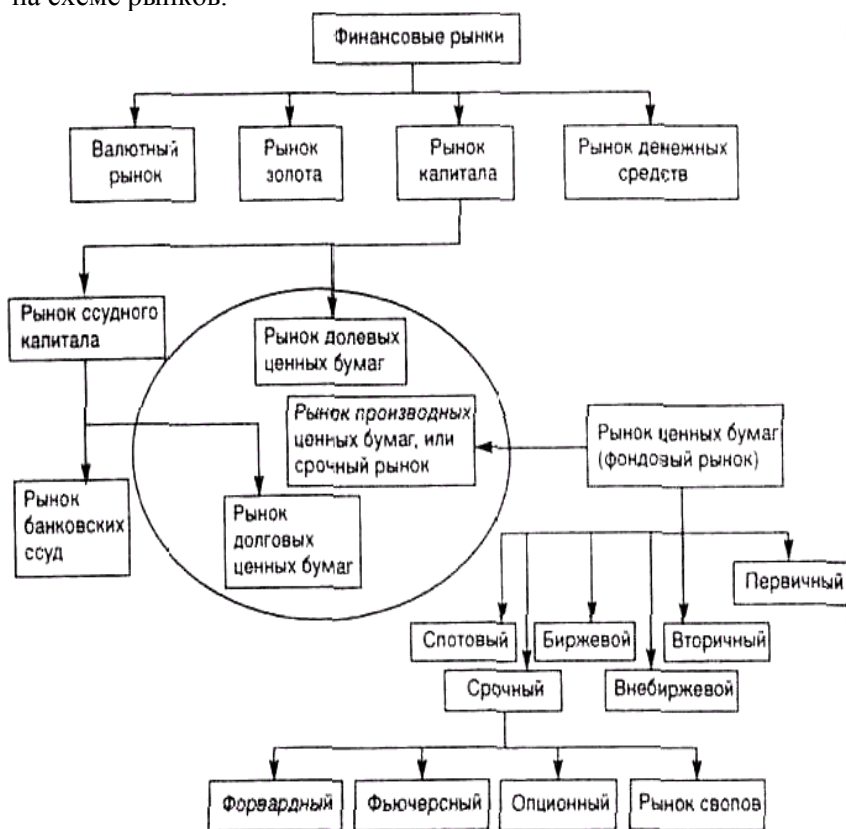 на схеме рынков.
Финансовые рынки
Валютный
рынок
Рынок
золота
Рынок
капитала
Рынок денежных
средств
Рынок ссудного
капитала
Рынок долевых
ценных бумаг
Рынок производных
ценных бумаг, или
срочный рынок
Рынок ценных бумаг
(фондовый рынок)
Рынок
банковских
ссуд
Рынок
долговых
ценных бумаг
Первичный
Спотовый
Биржевой
Вторичный
Срочный
Внебиржевой
Форвардный
Фьючерсный
Опционный
Рынок свопов